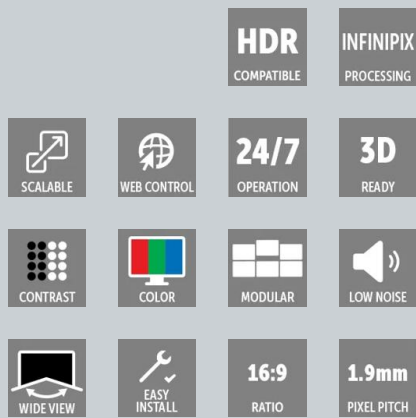 HDR
COMPATIBLE
INFINIPIX
PROCESSING
SCALABLE
WEB CONTROL
24/7
OPERATION
3D
READY
CONTRAST
COLOR
MODULAR
LOW NOISE
WIDE VIEW
EASY
INSTALL
16:9
RATIO
1.9mm
PIXEL PITCH